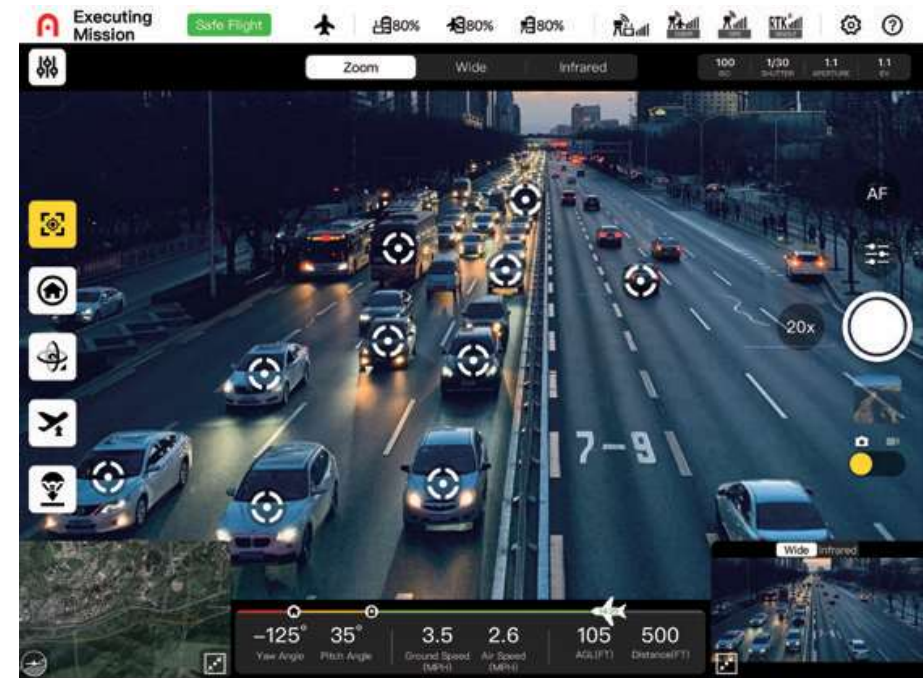 Executing
Mission
Safe Flight
80%
80%
80%
RTK
Zoom
Wide
Infrared
100
ISO
1/30
SHUTTER
1.1
APERTURE
1.1
EV
AF
20x
7-9
Wide
Infrared
-125°
Yaw Angle
35°
Pitch Angle
3.5
Ground Speed
(MPH)
2.6
Air Speed
(MPH)
105
AGL(FT)
500
Distance(FT)